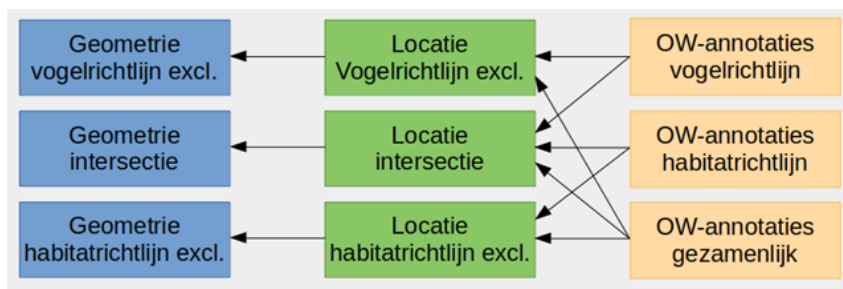 Geometrie
vogelrichtlijn excl.
Locatie
Vogelrichtlijn excl.
OW-annotaties
vogelrichtlijn
Geometrie
intersectie
Locatie
intersectie
OW-annotaties
habitatrichtlijn
Geometrie
habitatrichtlijn excl.
Locatie
habitatrichtlijn excl.
OW-annotaties
gezamenlijk